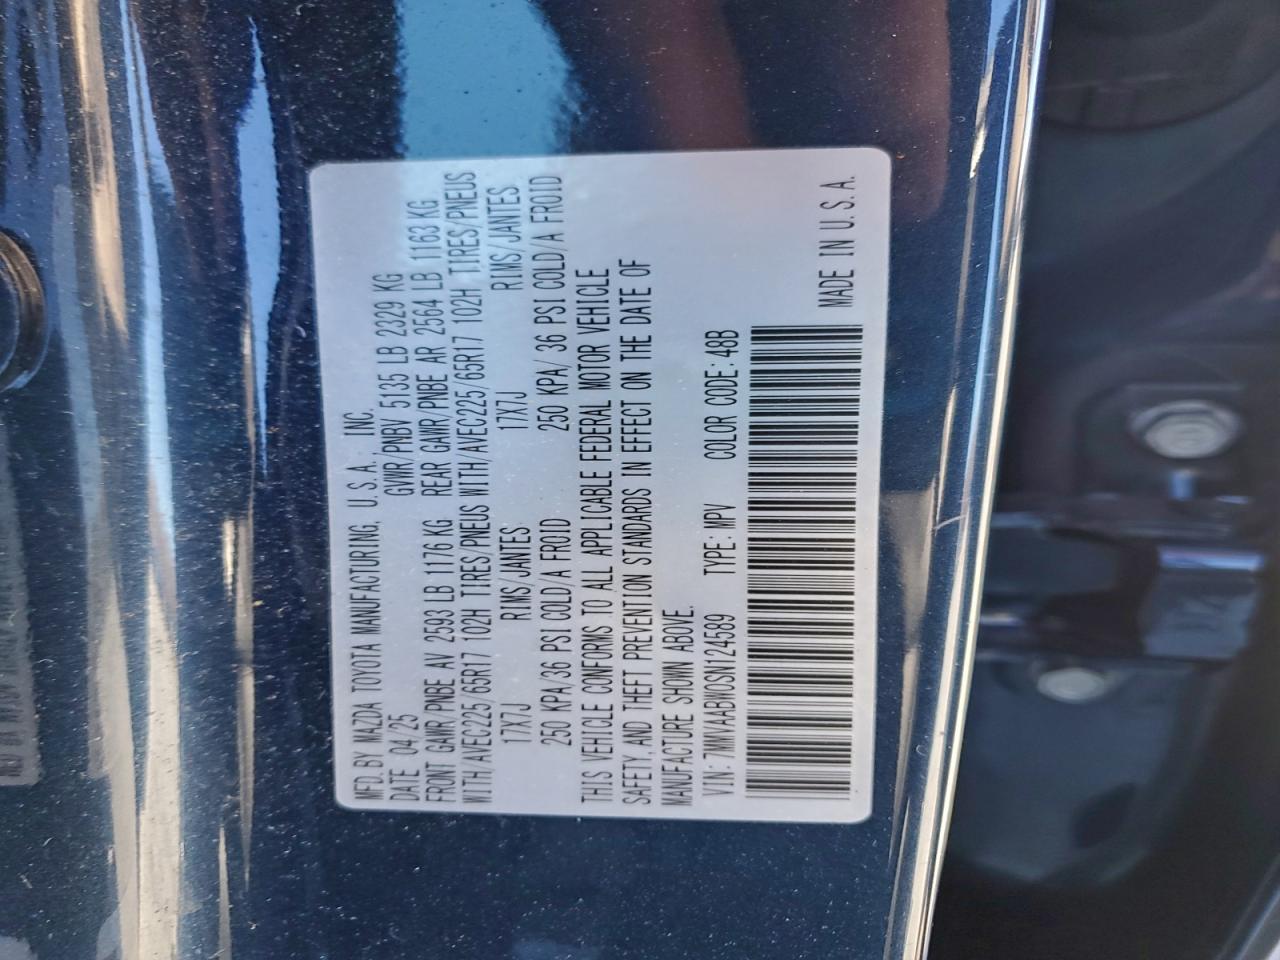 MFD. BY MAZDA TOYOTA MANUFACTURING, U. S. A. , INC.
DATE 04/25 GVWR/PNBV 5135 LB 2329 KG
FRONT GAWR/PNBE AV 2593 LB 1176 KG REAR GAWR/PNBE AR 2564 LB 1163 KG
WITH/AVEC225/65R17 102H TIRES/PNEUS WITH/AVEC225/65R17 102H TIRES/PNEUS
17X7J RIMS/JANTES 17X7J RIMS/JANTES
250 KPA/36 PSI COLD/A FROID 250 KPA/ 36 PSI COLD/A FROID
THIS VEHICLE CONFORMS TO ALL APPLICABLE FEDERAL MOTOR VEHICLE
SAFETY, AND THEFT PREVENTION STANDARDS IN EFFECT ON THE DATE OF
MANUFACTURE SHOWN ABOVE.
VIN: 7MMVAABW0SN124589 TYPE: MPV COLOR CODE: 48B
MADE IN U. S. A.